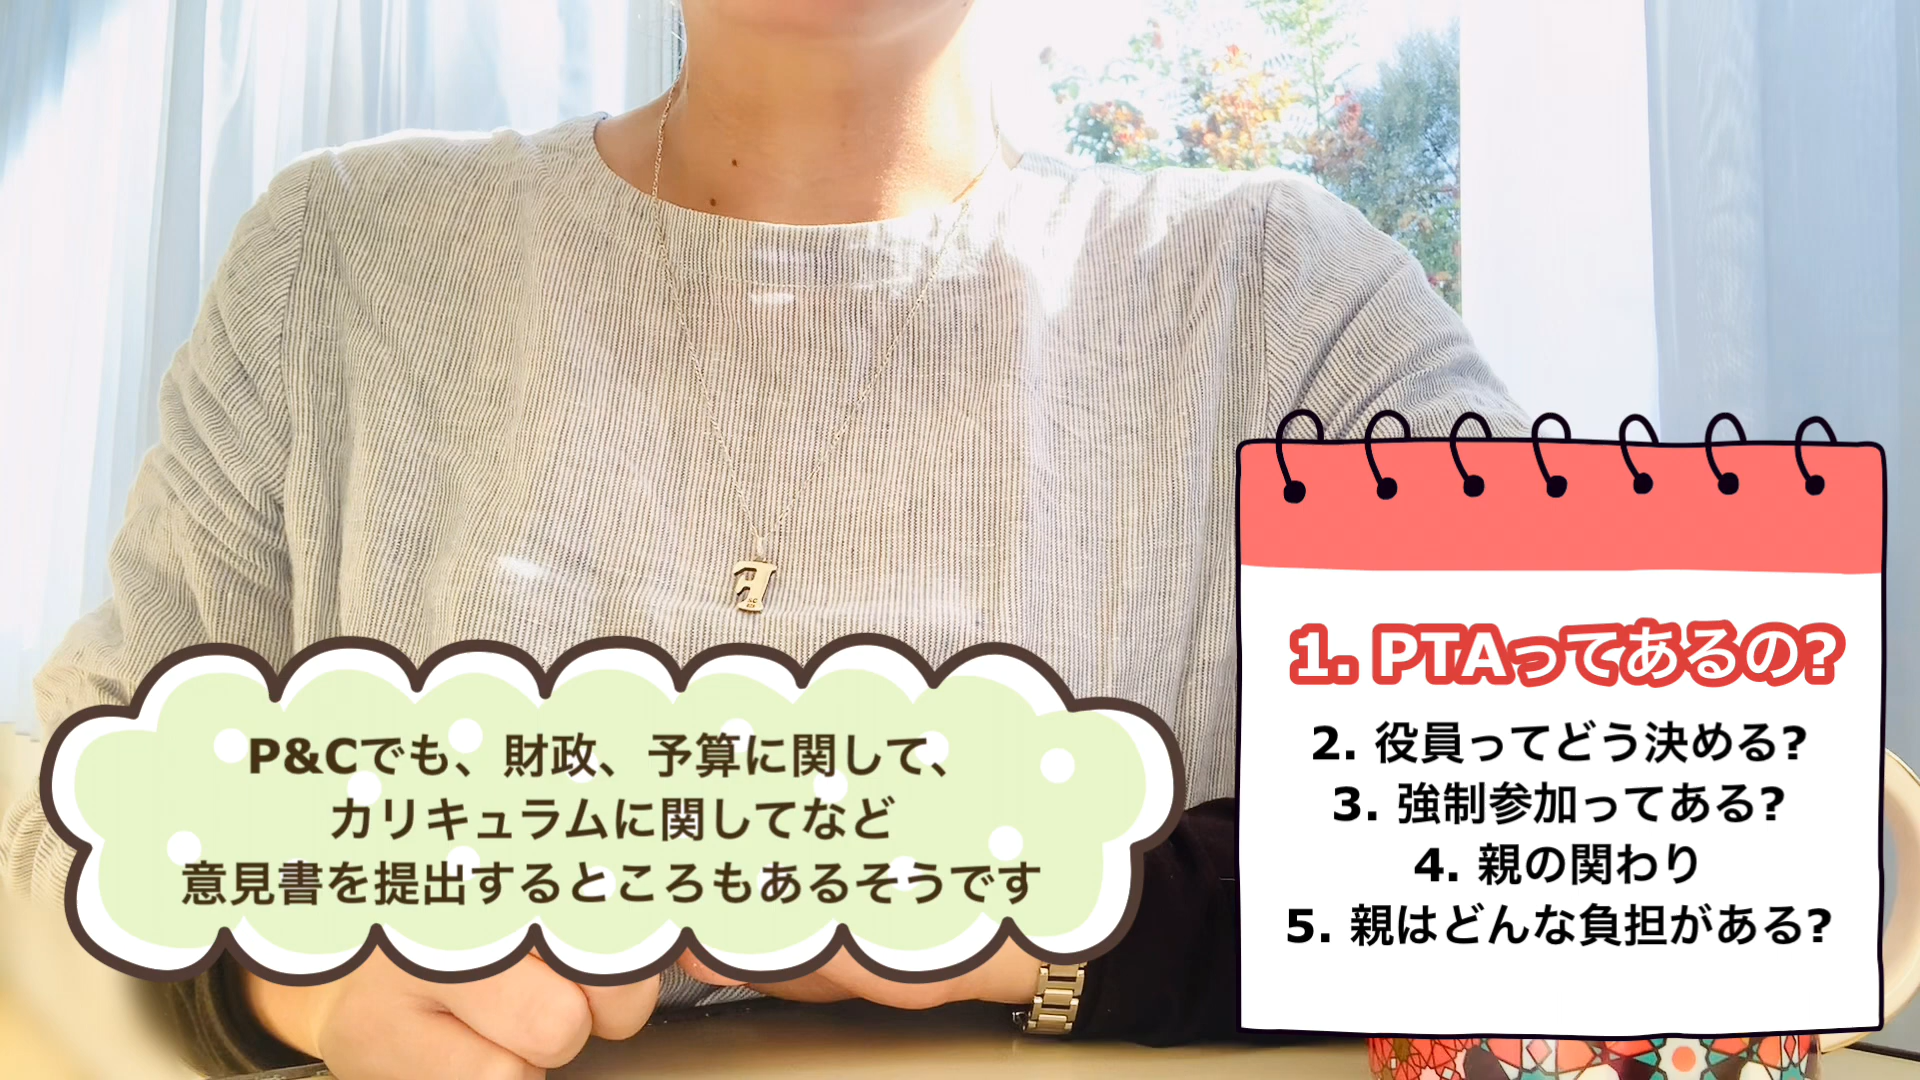 P&Cでも、財政、予算に関して、
カリキュラムに関してなど
意見書を提出するところもあるそうです
1. PTAってあるの?
2. 役員ってどう決める?
3. 強制参加ってある?
4. 親の関わり
5. 親はどんな負担がある?